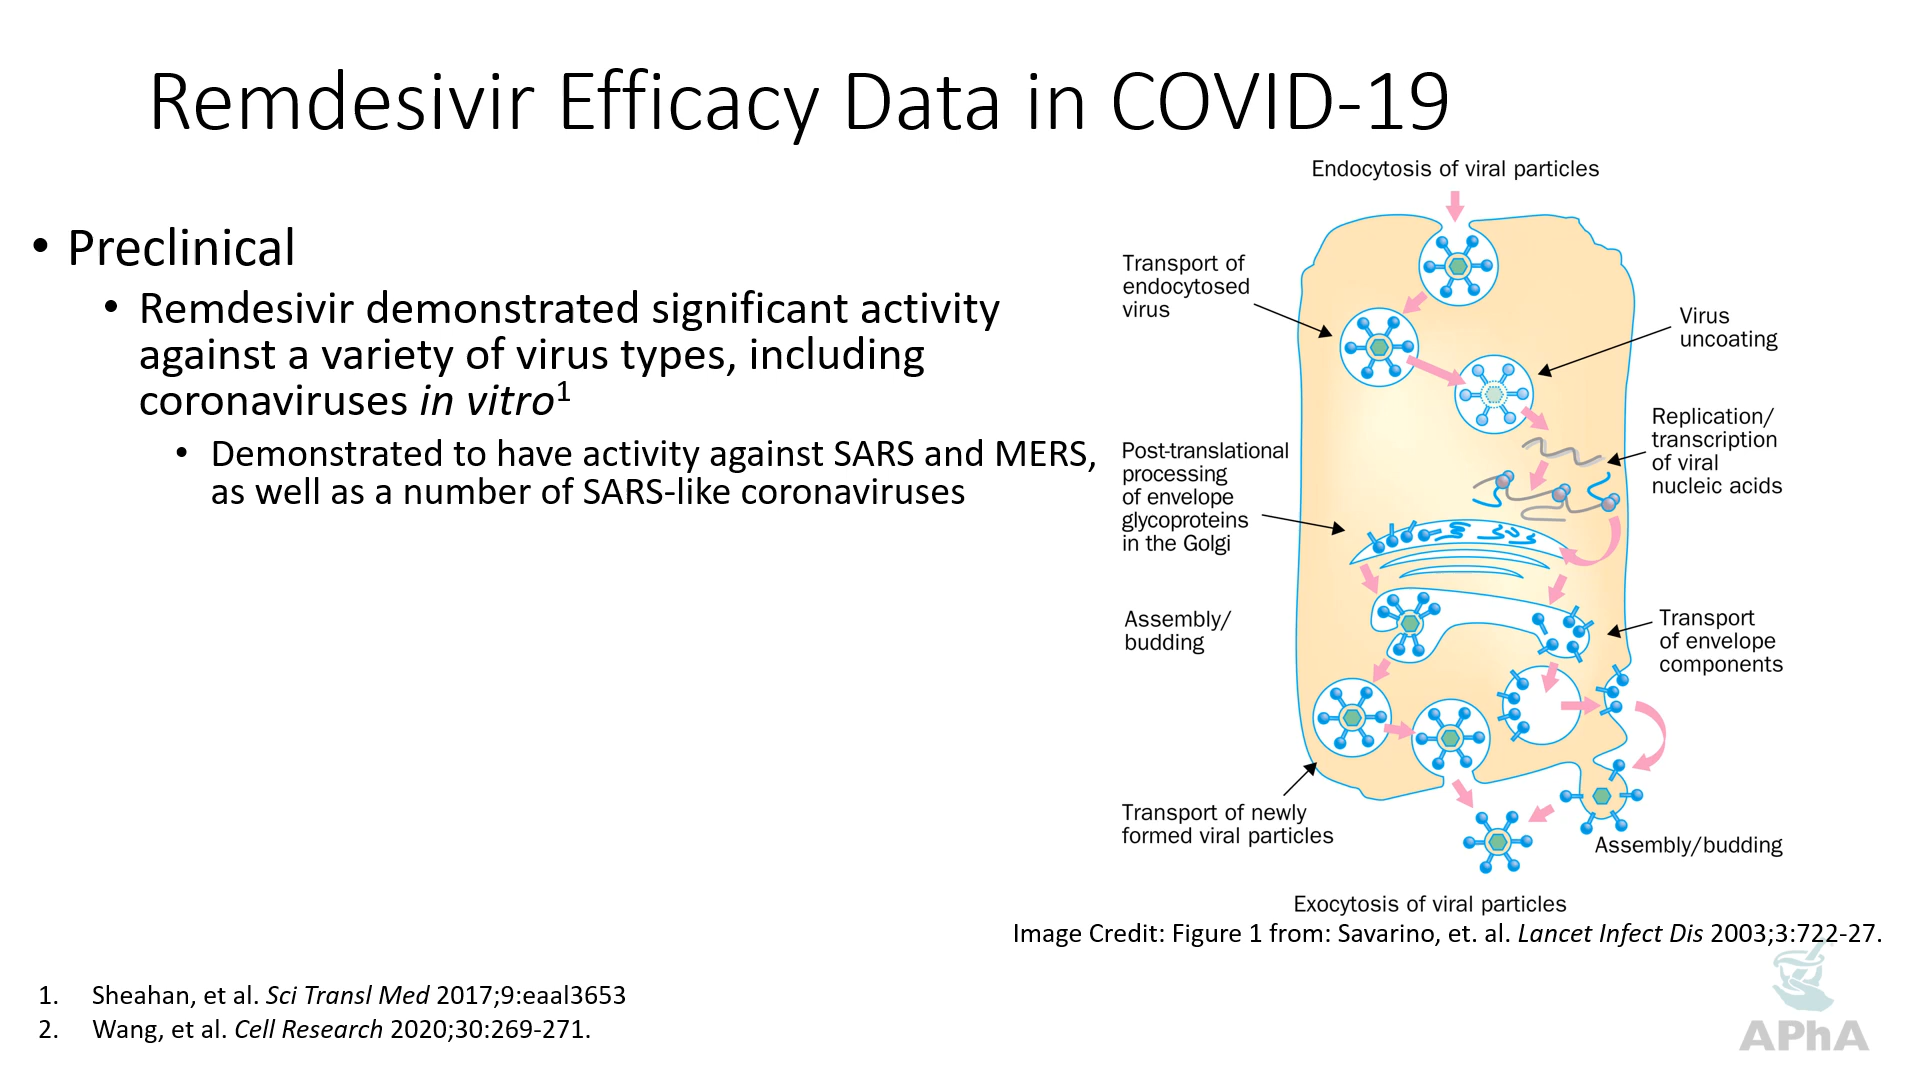 Remdesivir Efficacy Data in COVID-19
• Preclinical
• Remdesivir demonstrated significant activity
against a variety of virus types, including
coronaviruses in vitro1
• Demonstrated to have activity against SARS and MERS,
as well as a number of SARS-like coronaviruses
Endocytosis of viral particles
Transport of
endocytosed
virus
Virus
uncoating
Replication/
transcription
of viral
nucleic acids
Post-translational
processing
of envelope
glycoproteins
in the Golgi
Assembly/
budding
Transport
of envelope
components
Transport of newly
formed viral particles
Assembly/budding
Exocytosis of viral particles
Image Credit: Figure 1 from: Savarino, et. al. Lancet Infect Dis 2003;3:722-27.
1. Sheahan, et al. Sci Transl Med 2017;9:eaal3653
2. Wang, et al. Cell Research 2020;30:269-271.
APhA